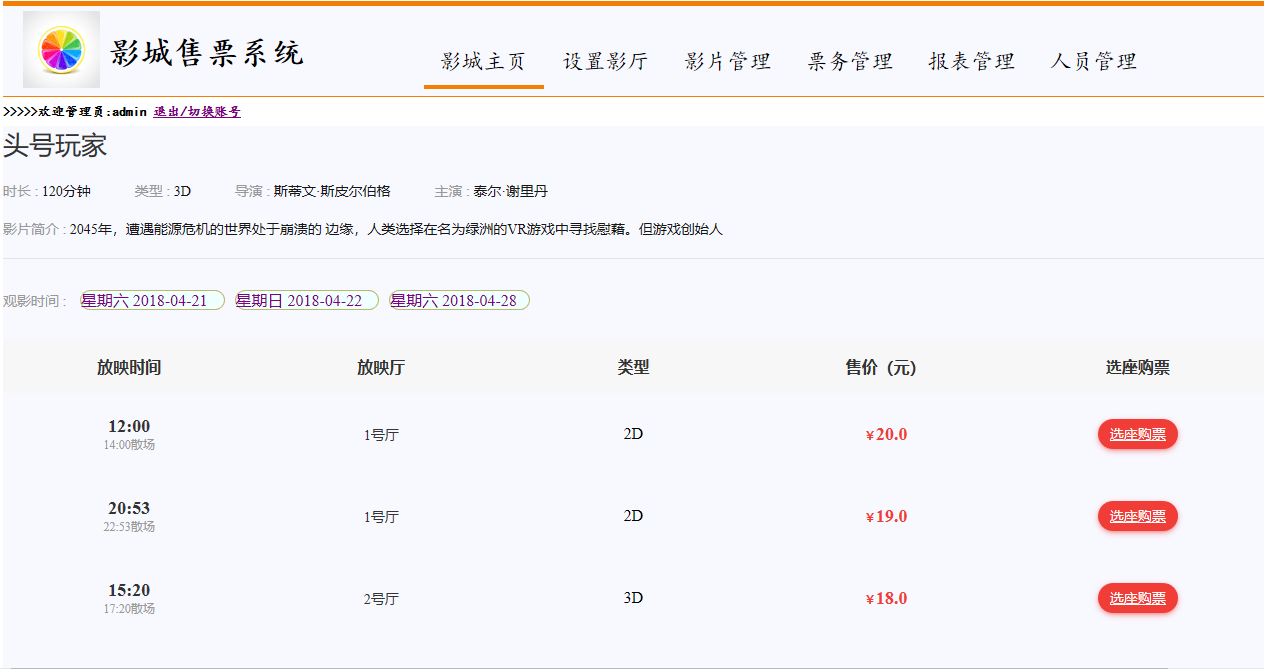 影城售票系统
影城主页 设置影厅 影片管理 票务管理 报表管理 人员管理
>>>>>欢迎管理员:admin 退出/切换账号
头号玩家
时长 : 120分钟 类型 : 3D 导演 : 斯蒂文·斯皮尔伯格 主演 : 泰尔·谢里丹
影片简介 : 2045年，遭遇能源危机的世界处于崩溃的 边缘，人类选择在名为绿洲的VR游戏中寻找慰藉。但游戏创始人
观影时间 : 星期六 2018-04-21 星期日 2018-04-22 星期六 2018-04-28
放映时间 放映厅 类型 售价（元） 选座购票
12:00
14:00散场 1号厅 2D ¥20.0 选座购票
20:53
22:53散场 1号厅 2D ¥19.0 选座购票
15:20
17:20散场 2号厅 3D ¥18.0 选座购票